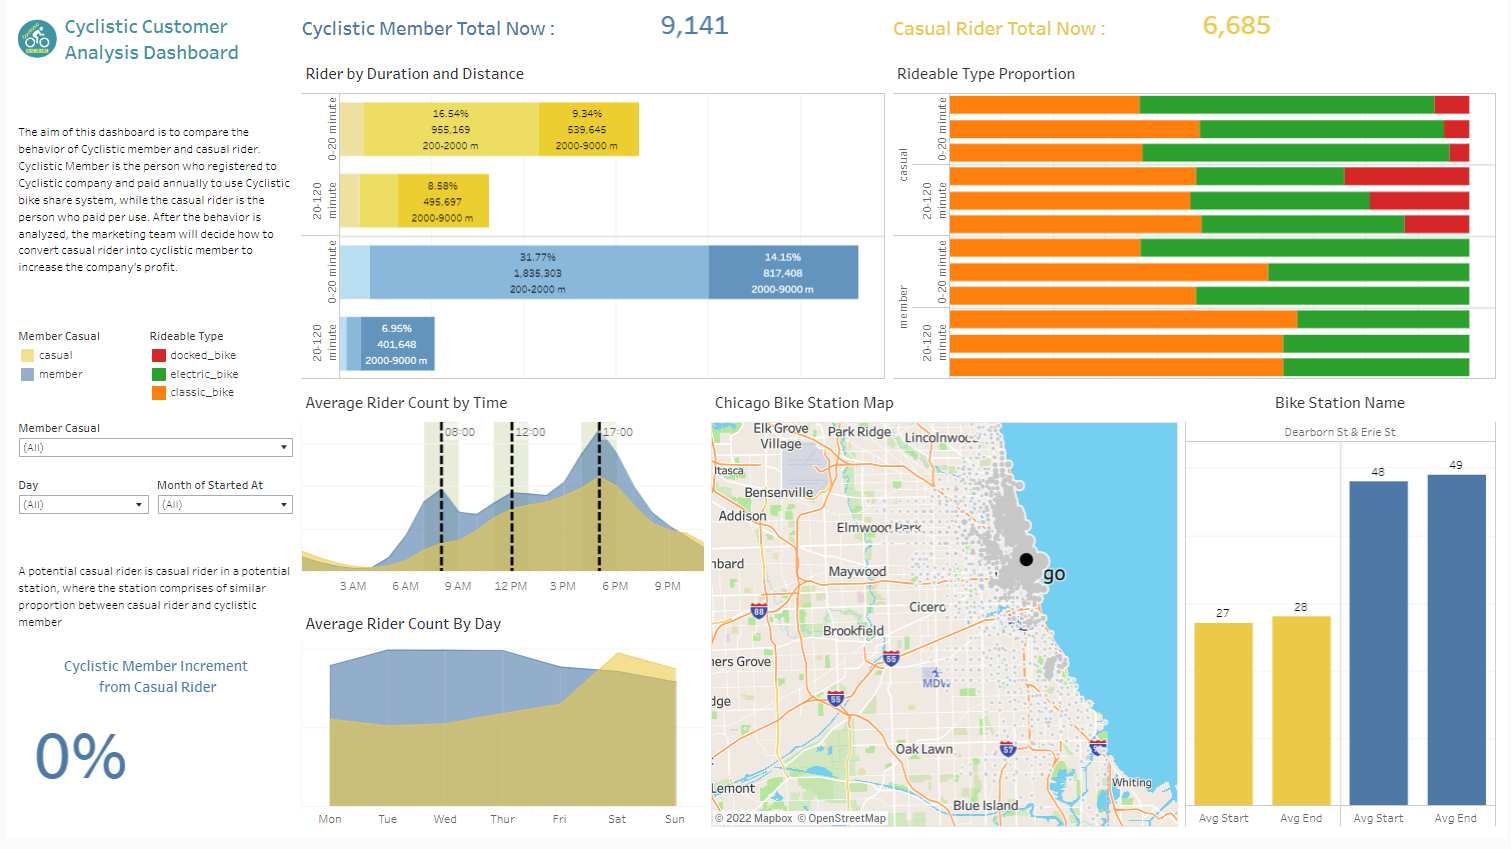 Cyclistic Customer
Analysis Dashboard
Cyclistic Member Total Now :
9,141
Casual Rider Total Now :
6,685
The aim of this dashboard is to compare the
behavior of Cyclistic member and casual rider.
Cyclistic Member is the person who registered to
Cyclistic company and paid annually to use Cyclistic
bike share system, while the casual rider is the
person who paid per use. After the behavior is
analyzed, the marketing team will decide how to
convert casual rider into cyclistic member to
increase the company's profit.
Member Casual
casual
member
Rideable Type
docked_bike
electric_bike
classic_bike
Member Casual
(All)
Day
(All)
Month of Started At
(All)
A potential casual rider is casual rider in a potential
station, where the station comprises of similar
proportion between casual rider and cyclistic
member
Cyclistic Member Increment
from Casual Rider
0%
Rider by Duration and Distance
0-20 minute
16.54%
955,169
200-2000 m
9.34%
539,645
2000-9000 m
20-120
minute
8.58%
495,697
2000-9000 m
0-20 minute
31.77%
1,835,303
200-2000 m
14.15%
817,408
2000-9000 m
20-120
minute
6.95%
401,648
2000-9000 m
Rideable Type Proportion
casual
0-20 minute
20-120
minute
member
0-20 minute
20-120
minute
Average Rider Count by Time
08:00
12:00
17:00
3 AM
6 AM
9 AM
12 PM
3 PM
6 PM
9 PM
Average Rider Count By Day
Mon
Tue
Wed
Thur
Fri
Sat
Sun
Chicago Bike Station Map
Elk Grove
Village
Park Ridge
Lincolnwoo
Itasca
Bensenville
Addison
Elmwood Park
nbard
Maywood
go
Cicero
88
Brookfield
ners Grove
55
MDW
dge
55
Oak Lawn
57
Whiting
Lemont
Blue Island
© 2022 Mapbox © OpenStreetMap
Bike Station Name
Dearborn St & Erie St
27
28
48
49
Avg Start
Avg End
Avg Start
Avg End